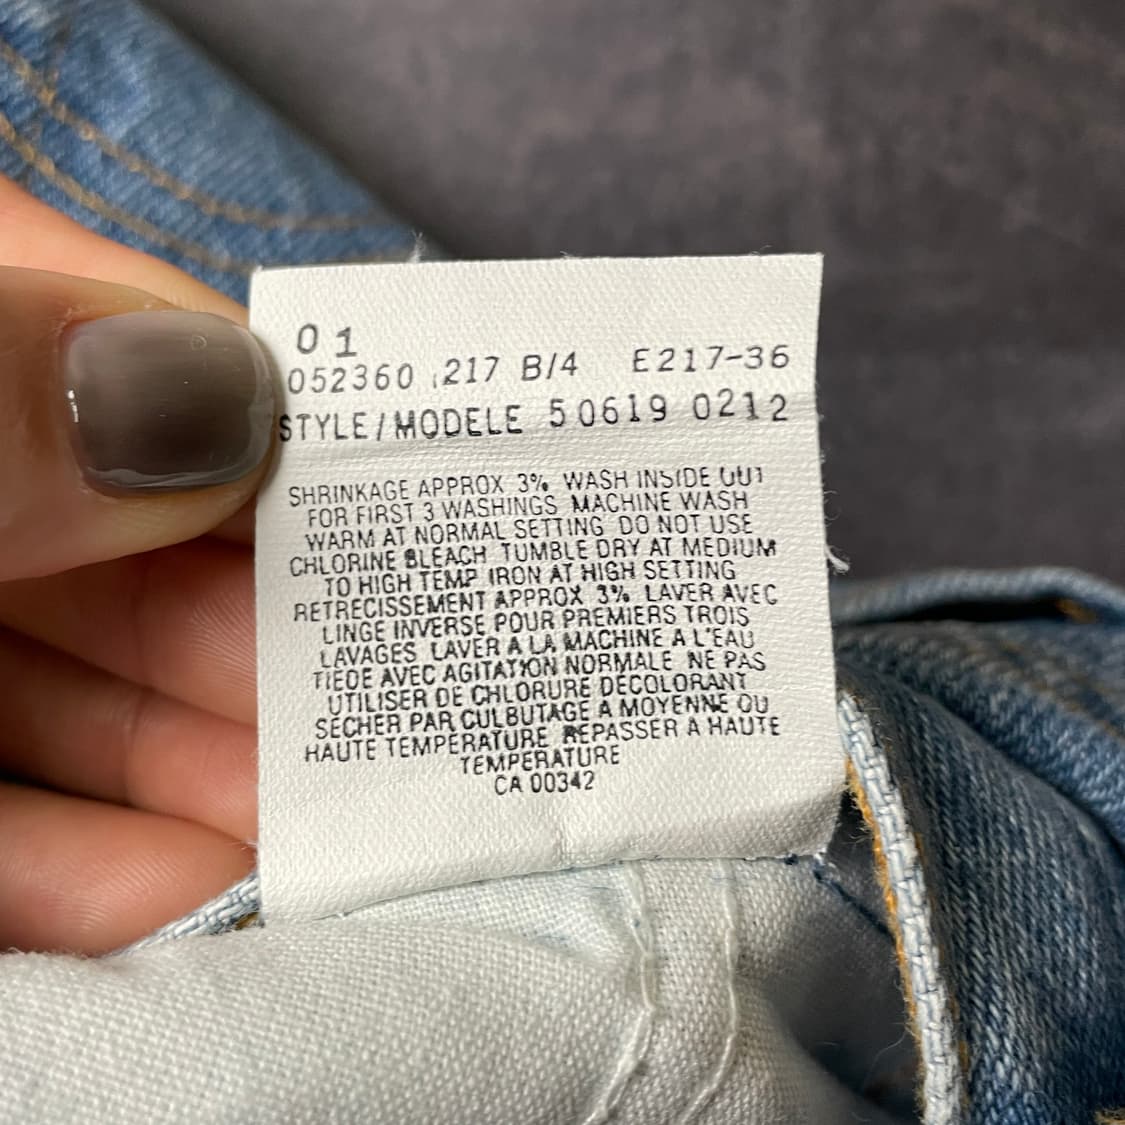 01
052360 217 B/4 E217-36
STYLE/MODELE 50619 0212
SHRINKAGE APPROX 3% WASH INSIDE OUT
FOR FIRST 3 WASHINGS MACHINE WASH
WARM AT NORMAL SETTING DO NOT USE
CHLORINE BLEACH TUMBLE DRY AT MEDIUM
TO HIGH TEMP IRON AT HIGH SETTING
RETRECISSEMENT APPROX 3% LAVER AVEC
LINGE INVERSE POUR PREMIERS TROIS
LAVAGES LAVER A LA MACHINE A L'EAU
TIEDE AVEC AGITATION NORMALE NE PAS
UTILISER DE CHLORURE DECOLORANT
SECHER PAR CULBUTAGE A MOYENNE OU
HAUTE TEMPERATURE REPASSER A HAUTE
TEMPERATURE
CA 00342